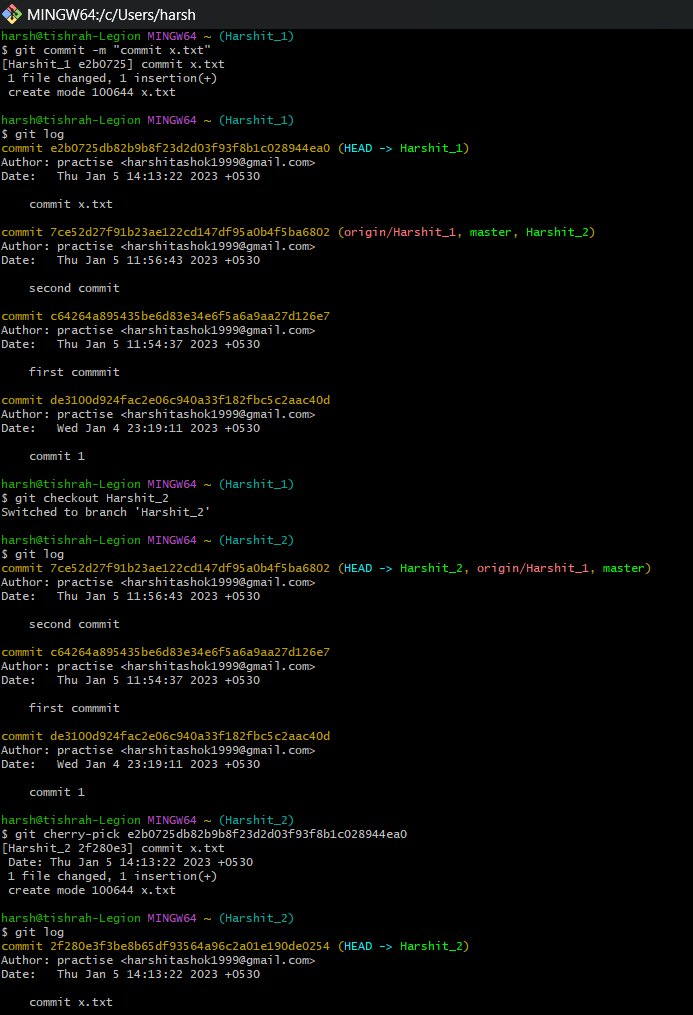 MINGW64:/c/Users/harsh
harsh@tishrah-Legion MINGW64 ~ (Harshit_1)
$ git commit -m "commit x.txt"
[Harshit_1 e2b0725] commit x.txt
 1 file changed, 1 insertion(+)
 create mode 100644 x.txt

harsh@tishrah-Legion MINGW64 ~ (Harshit_1)
$ git log
commit e2b0725db82b9b8f23d2d03f93f8b1c028944ea0 (HEAD -> Harshit_1)
Author: practise <harshitashok1999@gmail.com>
Date:   Thu Jan 5 14:13:22 2023 +0530

    commit x.txt

commit 7ce52d27f91b23ae122cd147df95a0b4f5ba6802 (origin/Harshit_1, master, Harshit_2)
Author: practise <harshitashok1999@gmail.com>
Date:   Thu Jan 5 11:56:43 2023 +0530

    second commit

commit c64264a895435be6d83e34e6f5a6a9aa27d126e7
Author: practise <harshitashok1999@gmail.com>
Date:   Thu Jan 5 11:54:37 2023 +0530

    first commmit

commit de3100d924fac2e06c940a33f182fbc5c2aac40d
Author: practise <harshitashok1999@gmail.com>
Date:   Wed Jan 4 23:19:11 2023 +0530

    commit 1

harsh@tishrah-Legion MINGW64 ~ (Harshit_1)
$ git checkout Harshit_2
Switched to branch 'Harshit_2'

harsh@tishrah-Legion MINGW64 ~ (Harshit_2)
$ git log
commit 7ce52d27f91b23ae122cd147df95a0b4f5ba6802 (HEAD -> Harshit_2, origin/Harshit_1, master)
Author: practise <harshitashok1999@gmail.com>
Date:   Thu Jan 5 11:56:43 2023 +0530

    second commit

commit c64264a895435be6d83e34e6f5a6a9aa27d126e7
Author: practise <harshitashok1999@gmail.com>
Date:   Thu Jan 5 11:54:37 2023 +0530

    first commmit

commit de3100d924fac2e06c940a33f182fbc5c2aac40d
Author: practise <harshitashok1999@gmail.com>
Date:   Wed Jan 4 23:19:11 2023 +0530

    commit 1

harsh@tishrah-Legion MINGW64 ~ (Harshit_2)
$ git cherry-pick e2b0725db82b9b8f23d2d03f93f8b1c028944ea0
[Harshit_2 2f280e3] commit x.txt
 Date: Thu Jan 5 14:13:22 2023 +0530
 1 file changed, 1 insertion(+)
 create mode 100644 x.txt

harsh@tishrah-Legion MINGW64 ~ (Harshit_2)
$ git log
commit 2f280e3f3be8b65df93564a96c2a01e190de0254 (HEAD -> Harshit_2)
Author: practise <harshitashok1999@gmail.com>
Date:   Thu Jan 5 14:13:22 2023 +0530

    commit x.txt